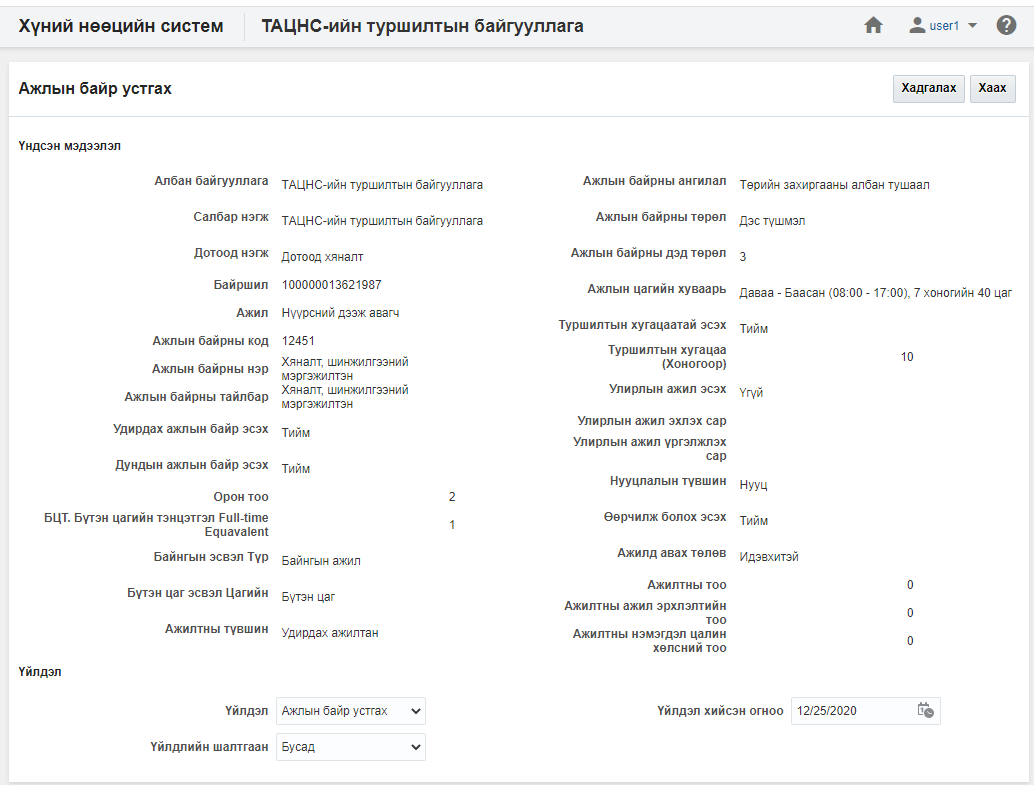 Хүний нөөцийн систем
ТАЦНС-ийн туршилтын байгууллага
user1
Ажлын байр устгах
Хадгалах
Хаах
Үндсэн мэдээлэл
Албан байгууллага
ТАЦНС-ийн туршилтын байгууллага
Салбар нэгж
ТАЦНС-ийн туршилтын байгууллага
Дотоод нэгж
Дотоод хяналт
Байршил
100000013621987
Ажил
Нүүрсний дээж авагч
Ажлын байрны код
12451
Ажлын байрны нэр
Хяналт, шинжилгээний
мэргэжилтэн
Ажлын байрны тайлбар
Хяналт, шинжилгээний
мэргэжилтэн
Удирдах ажлын байр эсэх
Тийм
Дундын ажлын байр эсэх
Тийм
Орон тоо
2
БЦТ. Бүтэн цагийн тэнцэтгэл Full-time
Equavalent
1
Байнгын эсвэл Түр
Байнгын ажил
Бүтэн цаг эсвэл Цагийн
Бүтэн цаг
Ажилтны түвшин
Удирдах ажилтан
Ажлын байрны ангилал
Төрийн захиргааны албан тушаал
Ажлын байрны төрөл
Дэс түшмэл
Ажлын байрны дэд төрөл
3
Ажлын цагийн хуваарь
Даваа - Баасан (08:00 - 17:00), 7 хоногийн 40 цаг
Туршилтын хугацаатай эсэх
Тийм
Туршилтын хугацаа
(Хоногоор)
10
Улирлын ажил эсэх
Үгүй
Улирлын ажил эхлэх сар
Улирлын ажил үргэлжлэх
сар
Нууцлалын түвшин
Нууц
Өөрчилж болох эсэх
Тийм
Ажилд авах төлөв
Идэвхитэй
Ажилтны тоо
0
Ажилтны ажил эрхлэлтийн
тоо
0
Ажилтны нэмэгдэл цалин
хөлсний тоо
0
Үйлдэл
Үйлдэл
Ажлын байр устгах
Үйлдэл хийсэн огноо
12/25/2020
Үйлдлийн шалтгаан
Бусад